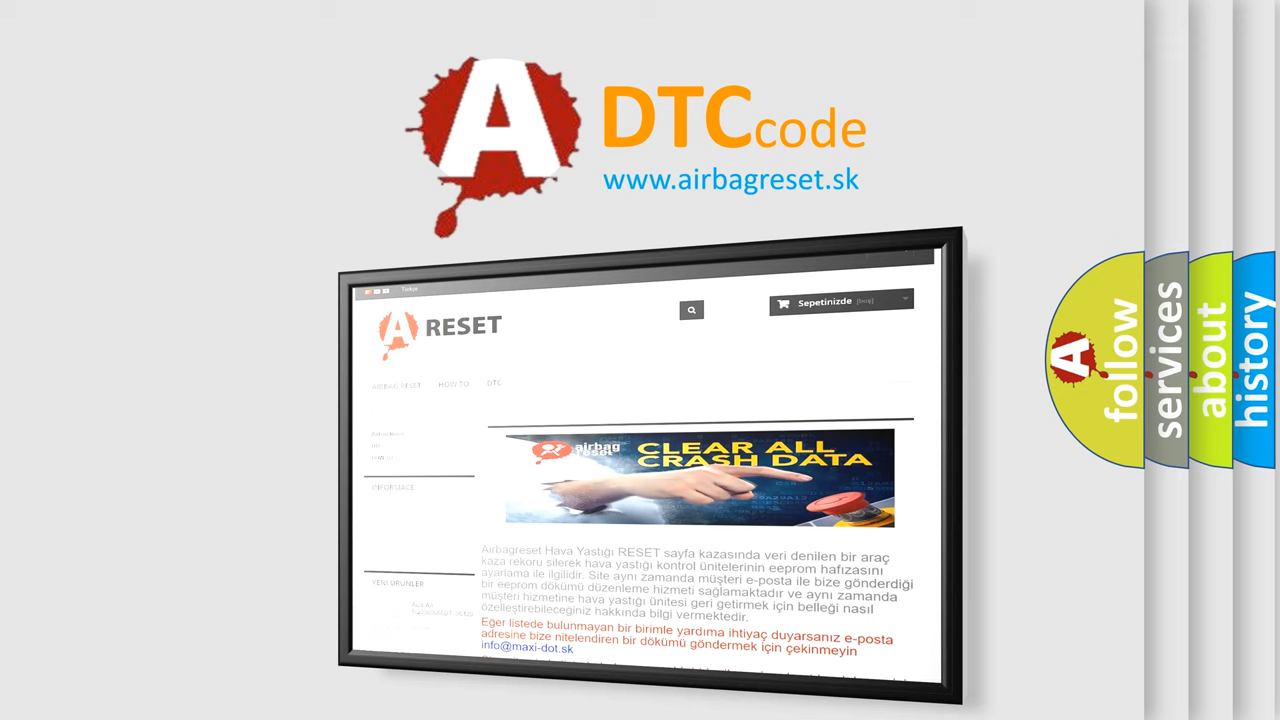 A DTCcode
www.airbagreset.sk
Türkçe
A RESET
Sepetinizde [boş]
AIRBAG RESET HOW TO DTC
airbag
reset
CLEAR ALL
CRASH DATA
INFORMACE
Airbagreset Hava Yastığı RESET sayfa kazasında veri denilen bir araç
kaza rekoru silerek hava yastığı kontrol ünitelerinin eeprom hafızasını
ayarlama ile ilgilidir. Site aynı zamanda müşteri e-posta ile bize gönderdiği
bir eeprom dökümü düzenleme hizmeti sağlamaktadır ve aynı zamanda
müşteri hizmetine hava yastığı ünitesi geri getirmek için belleği nasıl
özelleştirebileceğiniz hakkında bilgi vermektedir.
Eğer listede bulunmayan bir birimle yardıma ihtiyaç duyarsanız e-posta
adresine bize nitelendiren bir dökümü göndermek için çekinmeyin
info@maxi-dot.sk
YENI ÜRÜNLER
A follow
services
about
history